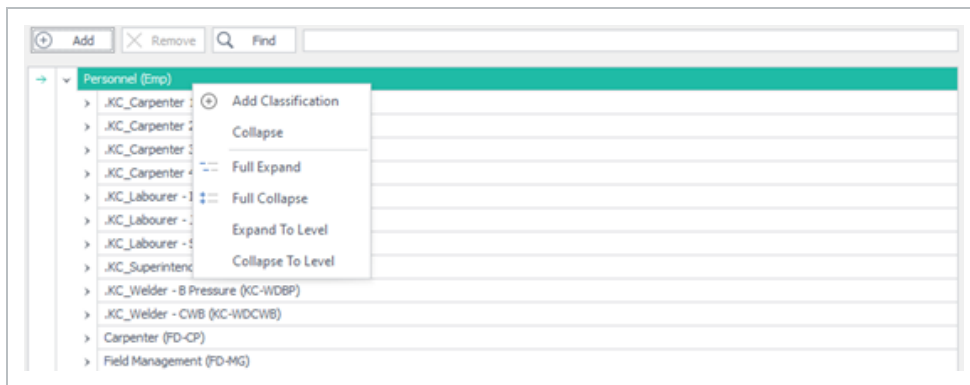 Add Remove Find
Personnel (Emp)
.KC_Carpenter
Add Classification
.KC_Carpenter
Collapse
.KC_Carpenter
Full Expand
.KC_Carpenter
Full Collapse
.KC_Labourer -
.KC_Labourer -
Expand To Level
.KC_Labourer -
Collapse To Level
.KC_Superintend
.KC_Welder - B Pressure (KC-WDBP)
.KC_Welder - CWB (KC-WDCWB)
Carpenter (FD-CP)
Field Management (FD-MG)